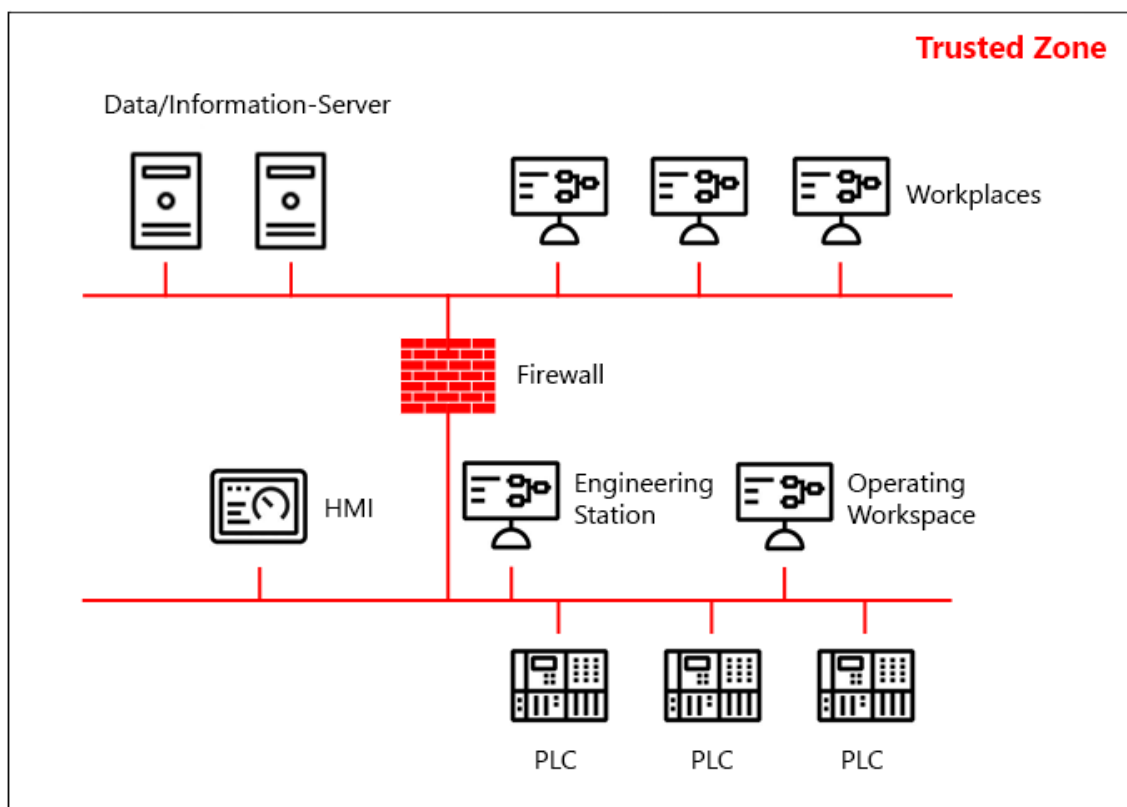 Trusted Zone
Data/Information-Server
Workplaces
Firewall
HMI
Engineering
Station
Operating
Workspace
PLC
PLC
PLC